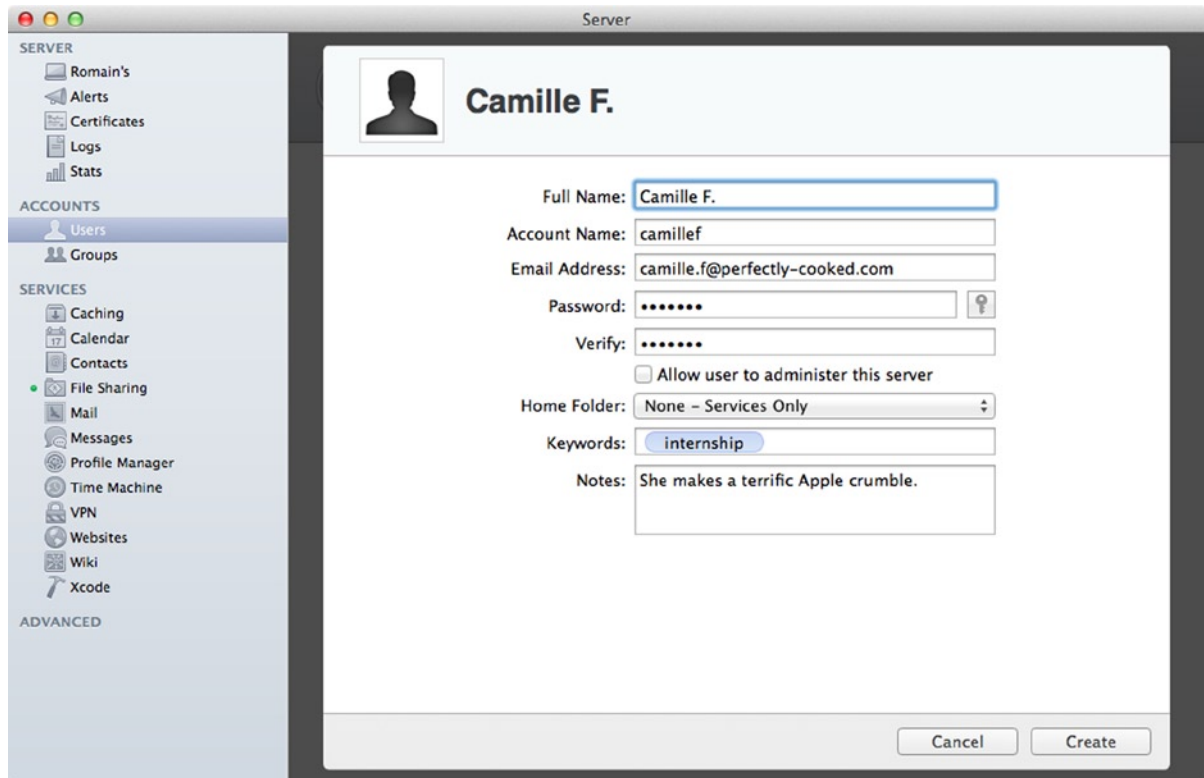 Server
SERVER
Romain's
Alerts
Certificates
Logs
Stats
ACCOUNTS
Users
Groups
SERVICES
Caching
17 Calendar
Contacts
File Sharing
Mail
Messages
Profile Manager
Time Machine
VPN
Websites
Wiki
Xcode
ADVANCED
Camille F.
Full Name: Camille F.
Account Name: camillef
Email Address: camille.f@perfectly-cooked.com
Password: •••••••
Verify: •••••••
Allow user to administer this server
Home Folder: None – Services Only
Keywords: internship
Notes: She makes a terrific Apple crumble.
Cancel Create